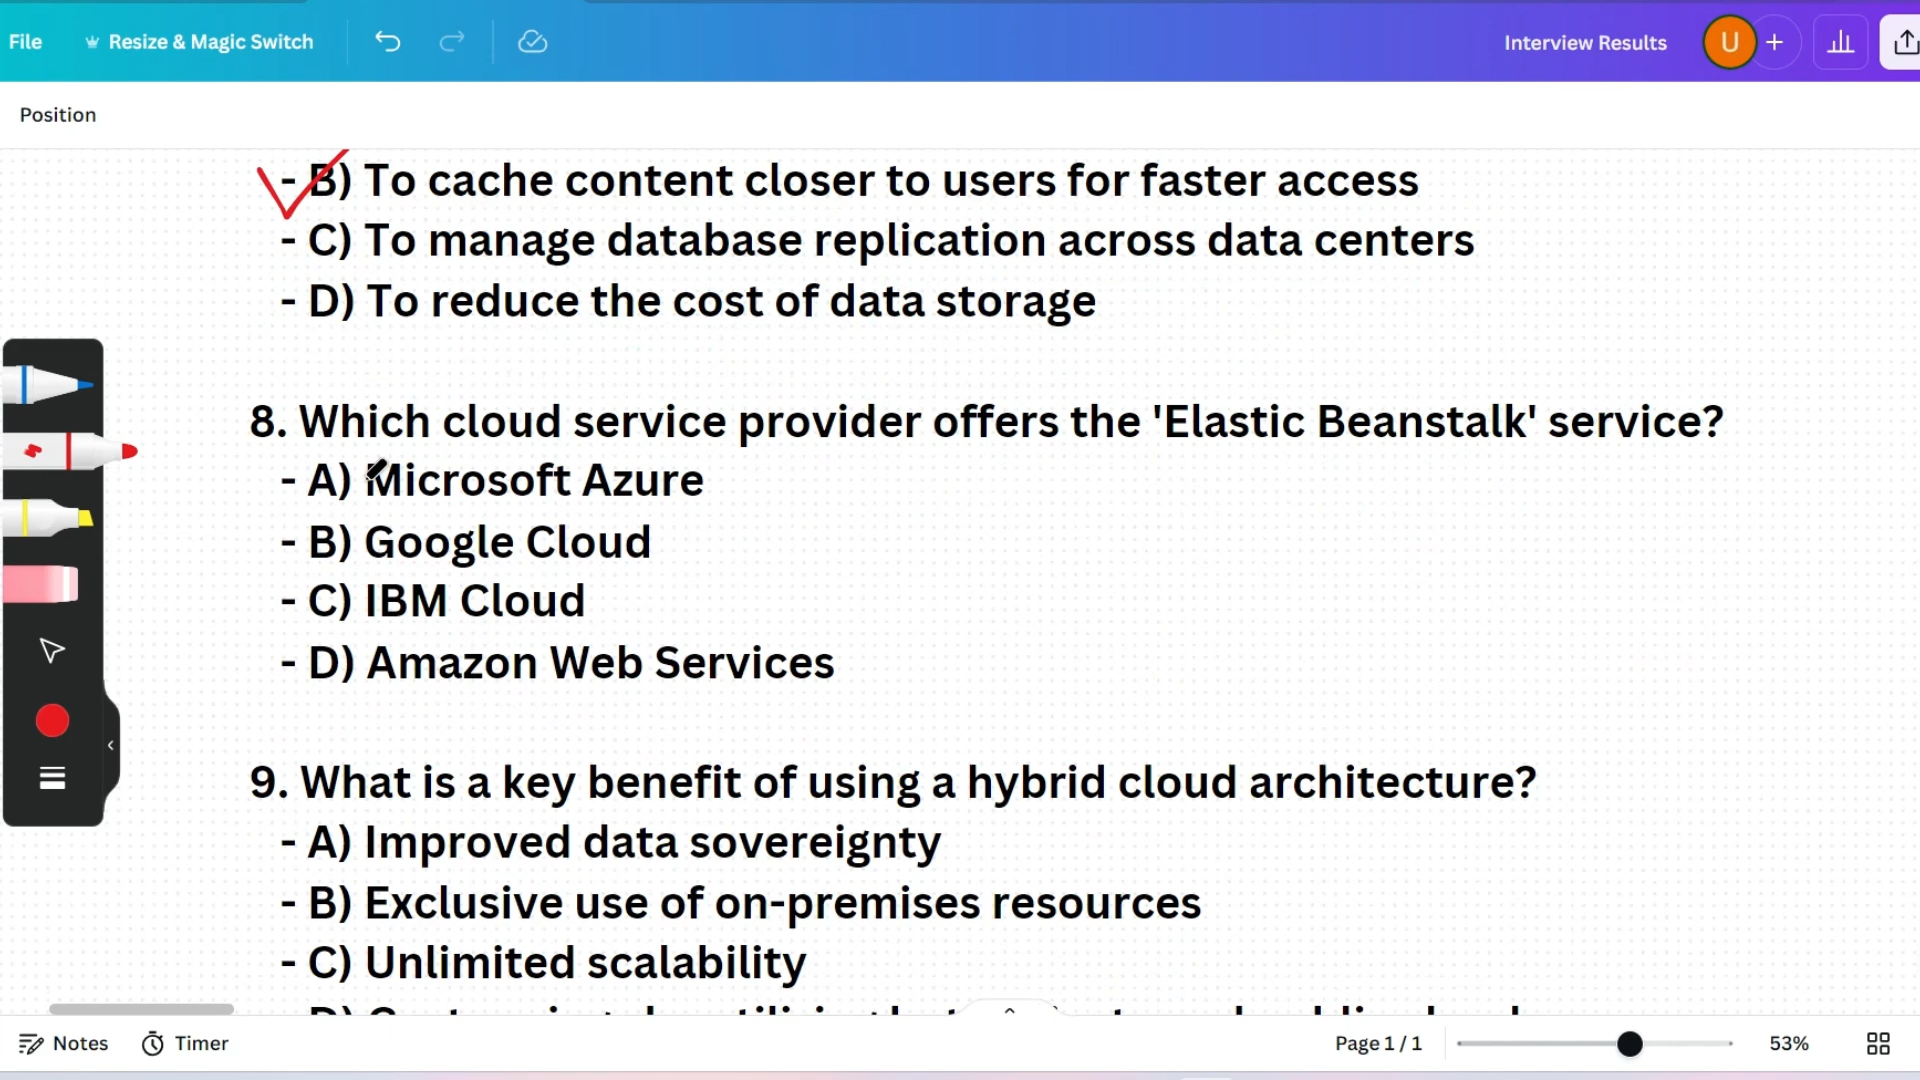 File
Resize & Magic Switch
Interview Results
U
Position
- B) To cache content closer to users for faster access
- C) To manage database replication across data centers
- D) To reduce the cost of data storage
8. Which cloud service provider offers the 'Elastic Beanstalk' service?
- A) Microsoft Azure
- B) Google Cloud
- C) IBM Cloud
- D) Amazon Web Services
9. What is a key benefit of using a hybrid cloud architecture?
- A) Improved data sovereignty
- B) Exclusive use of on-premises resources
- C) Unlimited scalability
Notes
Timer
Page 1 / 1
53%